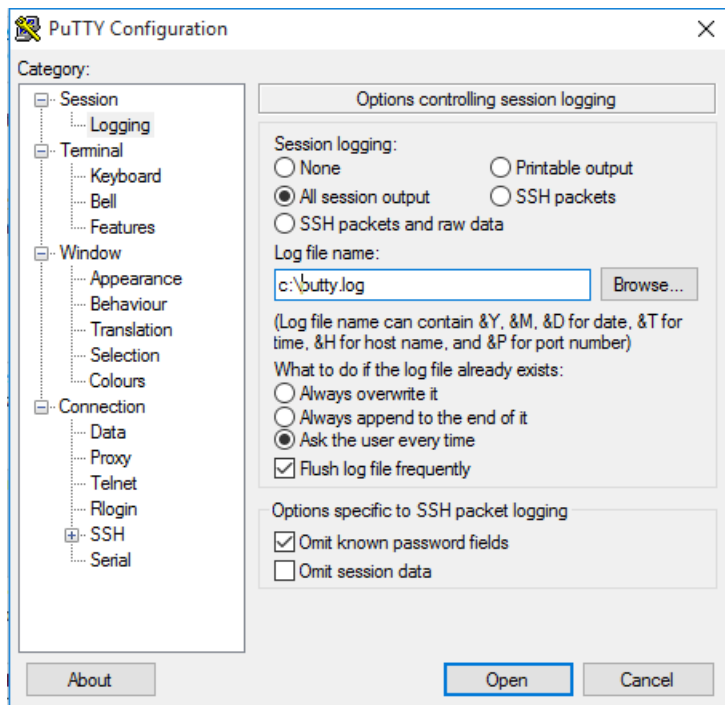 PuTTY Configuration
Category:
Session
Logging
Terminal
Keyboard
Bell
Features
Window
Appearance
Behaviour
Translation
Selection
Colours
Connection
Data
Proxy
Telnet
Rlogin
SSH
Serial
Options controlling session logging
Session logging:
None
Printable output
All session output
SSH packets
SSH packets and raw data
Log file name:
c:\putty.log
Browse...
(Log file name can contain &Y, &M, &D for date, &T for
time, &H for host name, and &P for port number)
What to do if the log file already exists:
Always overwrite it
Always append to the end of it
Ask the user every time
Flush log file frequently
Options specific to SSH packet logging
Omit known password fields
Omit session data
About
Open
Cancel